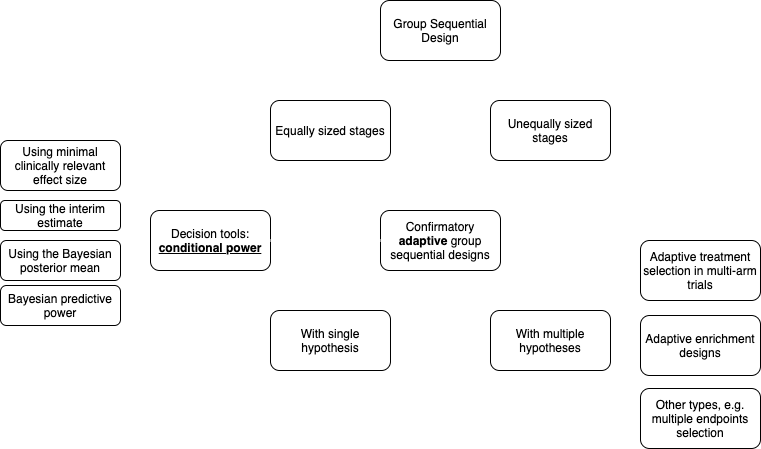 Group Sequential
Design
Equally sized stages
Unequally sized
stages
Using minimal
clinically relevant
effect size
Using the interim
estimate
Using the Bayesian
posterior mean
Bayesian predictive
power
Decision tools:
conditional power
Confirmatory
adaptive group
sequential designs
Adaptive treatment
selection in multi-arm
trials
With single
hypothesis
With multiple
hypotheses
Adaptive enrichment
designs
Other types, e.g.
multiple endpoints
selection